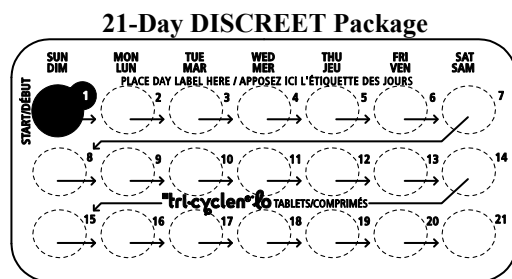 21-Day DISCREET Package
SUN MON TUE WED THU FRI SAT
DIM LUN MAR MER JEU VEN SAM
PLACE DAY LABEL HERE / APPOSEZ ICI L'ÉTIQUETTE DES JOURS
START/DÉBUT
1 2 3 4 5 6 7
8 9 10 11 12 13 14
tri-cyclen® lo TABLETS/COMPRIMÉS
15 16 17 18 19 20 21